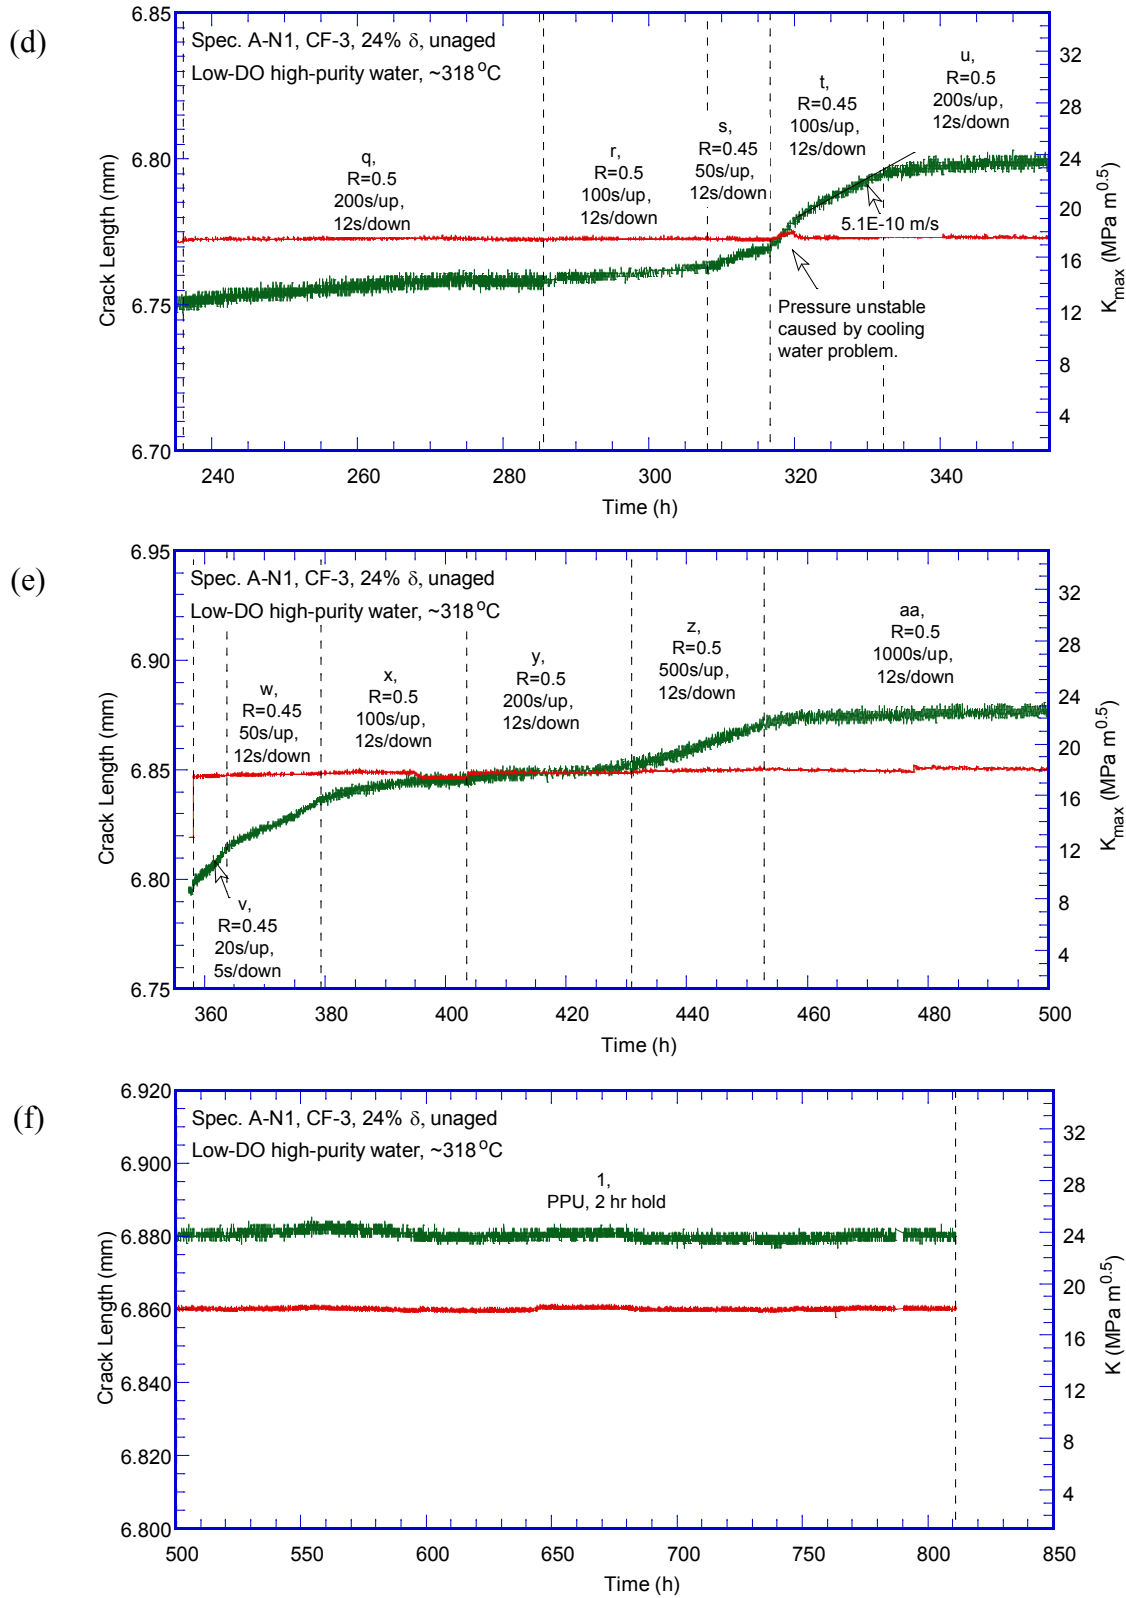 (d)
6.85
6.80
6.75
6.70
Crack Length (mm)
Spec. A-N1, CF-3, 24% δ, unaged
Low-DO high-purity water, ~318 °C
q,
R=0.5
200s/up,
12s/down
r,
R=0.5
100s/up,
12s/down
s,
R=0.45
50s/up,
12s/down
t,
R=0.45
100s/up,
12s/down
u,
R=0.5
200s/up,
12s/down
5.1E-10 m/s
Pressure unstable
caused by cooling
water problem.
32
28
24
20
16
12
8
4
Kmax (MPa m0.5)
240 260 280 300 320 340
Time (h)
(e)
6.95
6.90
6.85
6.80
6.75
Crack Length (mm)
Spec. A-N1, CF-3, 24% δ, unaged
Low-DO high-purity water, ~318 °C
v,
R=0.45
20s/up,
5s/down
w,
R=0.45
50s/up,
12s/down
x,
R=0.5
100s/up,
12s/down
y,
R=0.5
200s/up,
12s/down
z,
R=0.5
500s/up,
12s/down
aa,
R=0.5
1000s/up,
12s/down
32
28
24
20
16
12
8
4
Kmax (MPa m0.5)
360 380 400 420 440 460 480 500
Time (h)
(f)
6.920
6.900
6.880
6.860
6.840
6.820
6.800
Crack Length (mm)
Spec. A-N1, CF-3, 24% δ, unaged
Low-DO high-purity water, ~318 °C
1,
PPU, 2 hr hold
32
28
24
20
16
12
8
4
K (MPa m0.5)
500 550 600 650 700 750 800 850
Time (h)